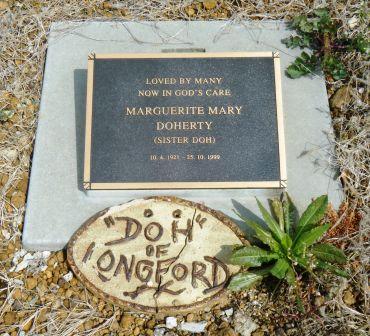 LOVED BY MANY
NOW IN GOD'S CARE
MARGUERITE MARY
DOHERTY
(SISTER DOH)
10. 4. 1921 - 25. 10. 1999
"DOH"
OF
LONGFORD